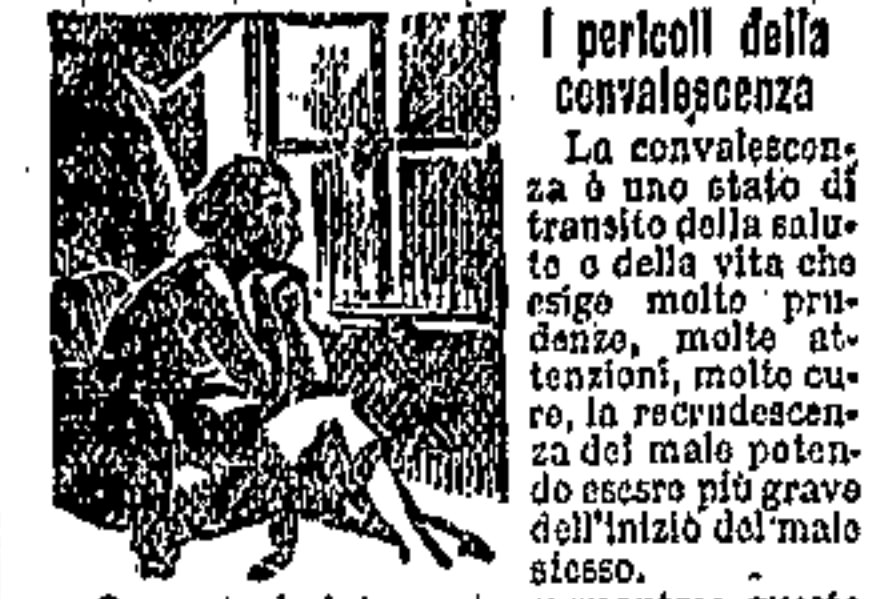 I pericoli della
convalescenza
La convalescen-
za è uno stato di
transito della salu-
te o della vita che
esige molte pru-
denze, molte at-
tenzioni, molte cu-
re, la recrudescen-
za del male poten-
do essere più grave
dell'inizio del male
stesso.